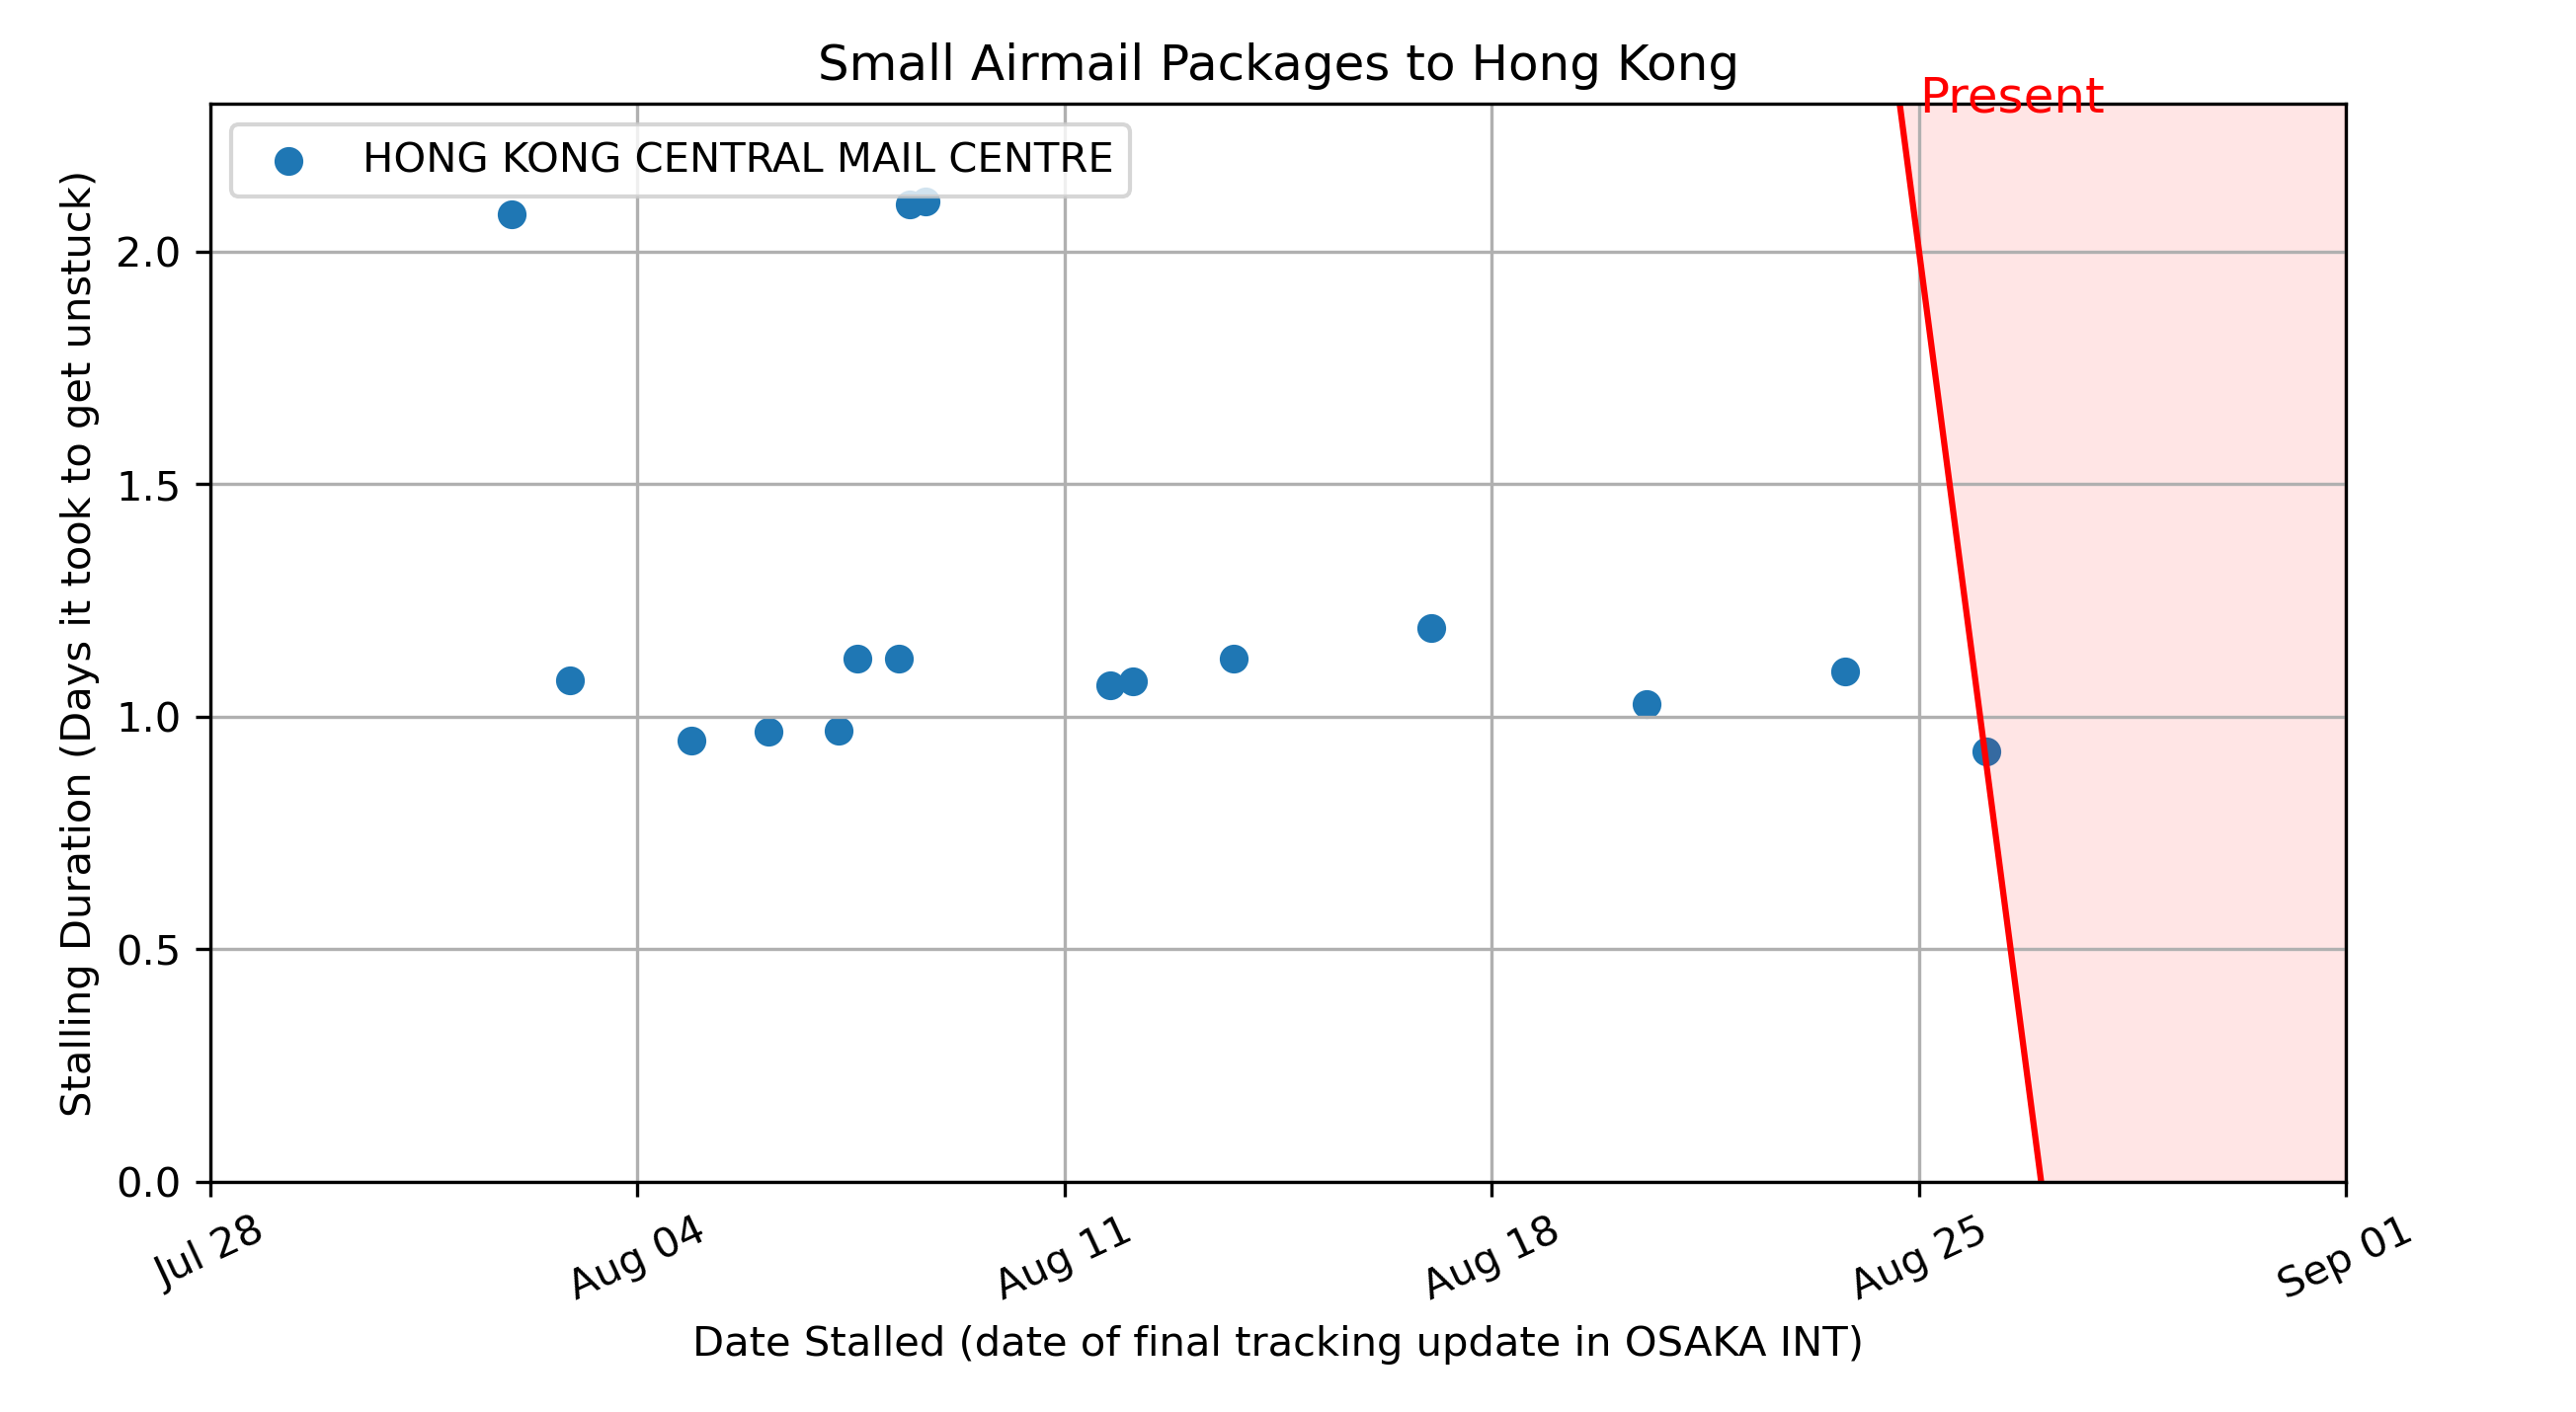 Small Airmail Packages to Hong Kong
Present
HONG KONG CENTRAL MAIL CENTRE
Stalling Duration (Days it took to get unstuck)
2.0
1.5
1.0
0.5
0.0
Jul 28
Aug 04
Aug 11
Aug 18
Aug 25
Sep 01
Date Stalled (date of final tracking update in OSAKA INT)